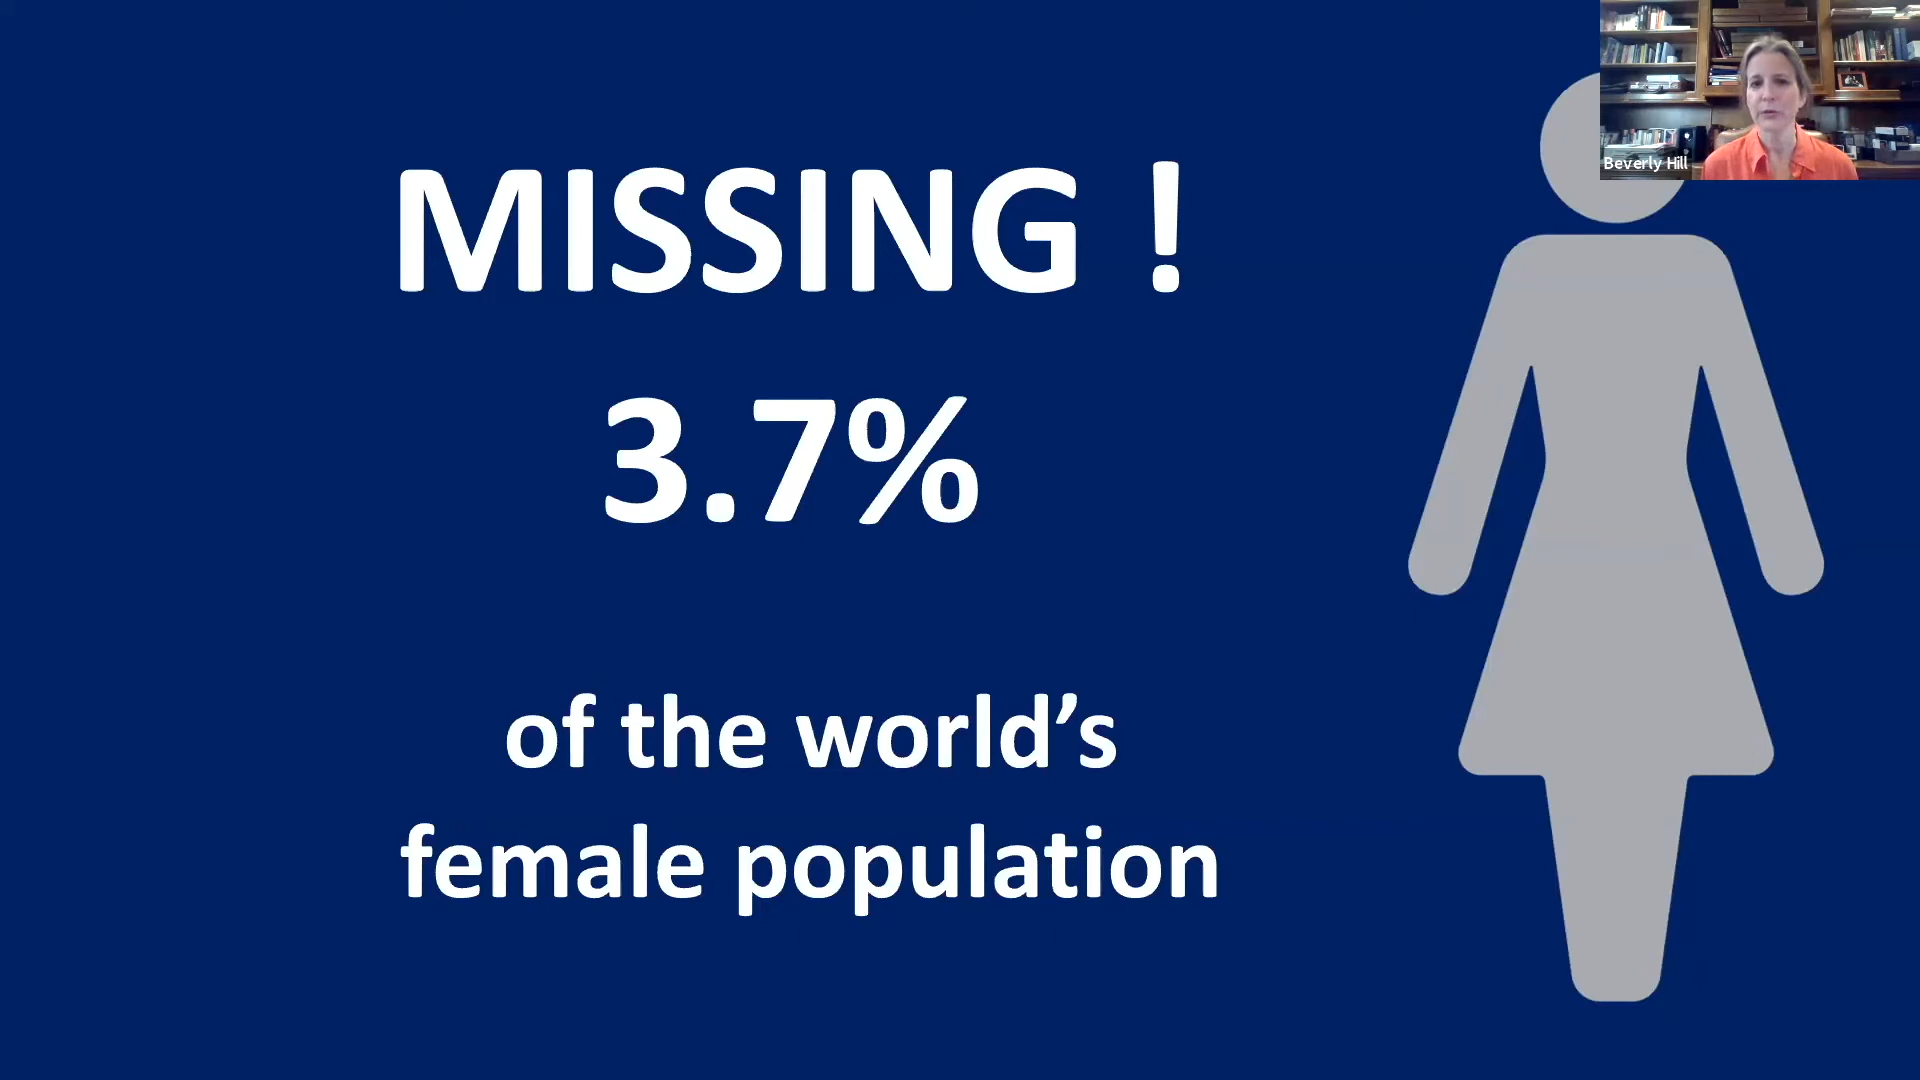 MISSING !
3.7%
of the world’s
female population
Beverly Hill